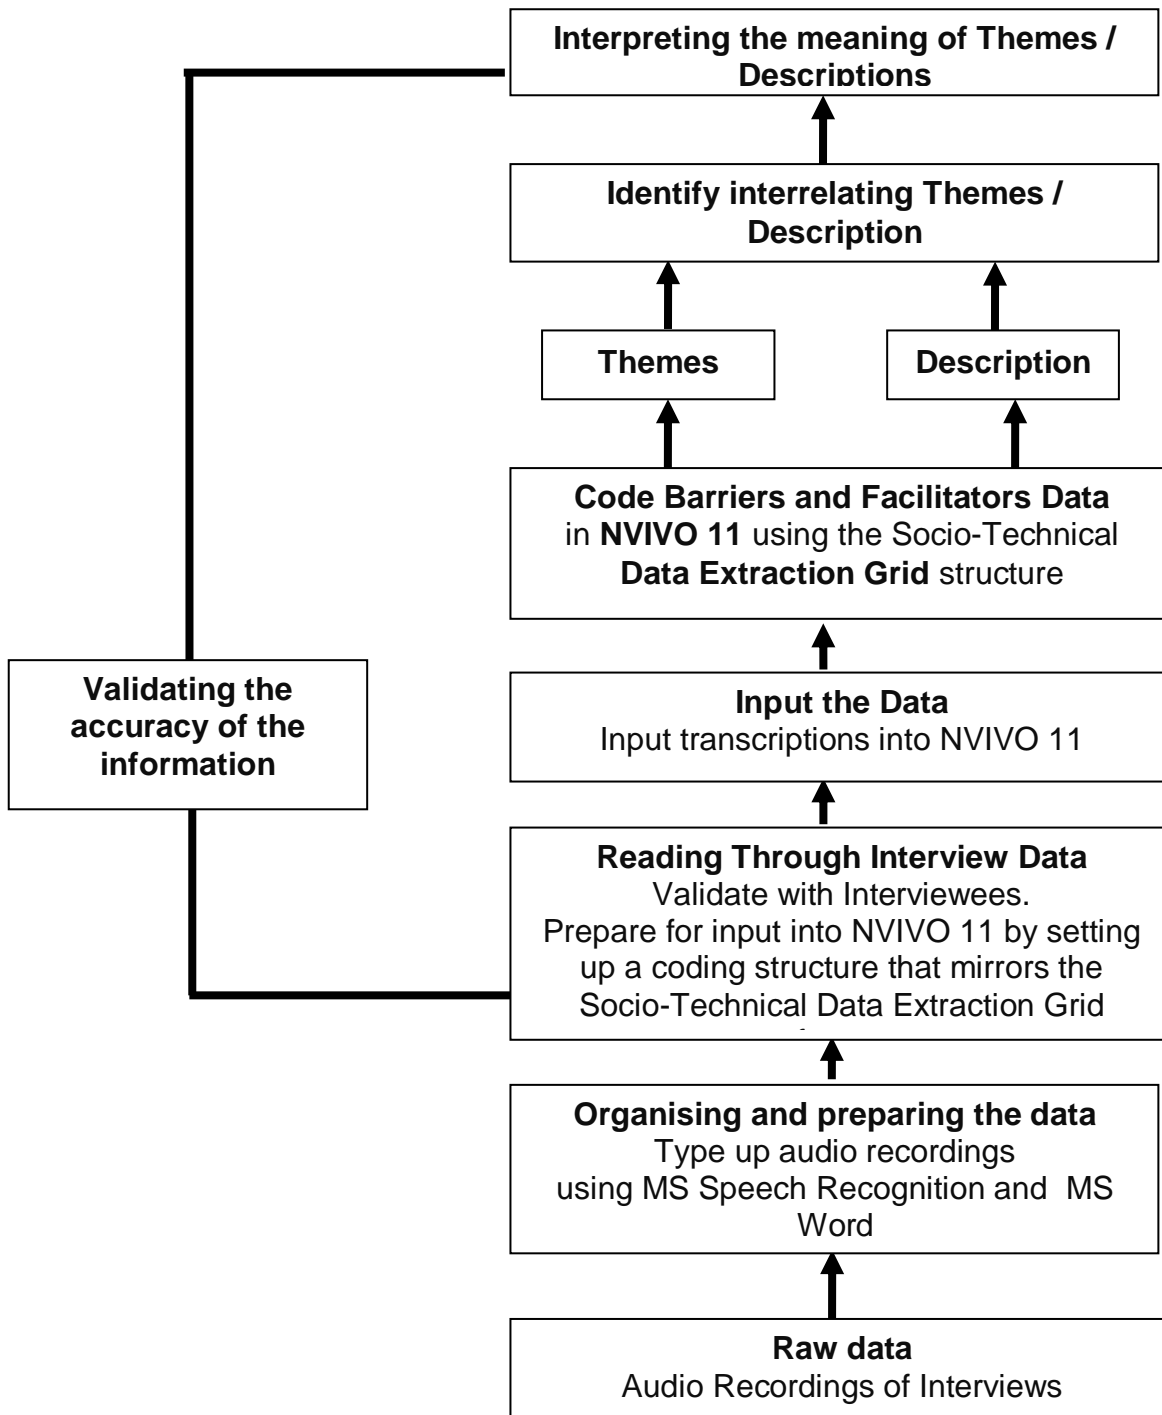 Interpreting the meaning of Themes /
Descriptions
Identify interrelating Themes /
Description
Themes
Description
Code Barriers and Facilitators Data
in NVIVO 11 using the Socio-Technical
Data Extraction Grid structure
Validating the
accuracy of the
information
Input the Data
Input transcriptions into NVIVO 11
Reading Through Interview Data
Validate with Interviewees.
Prepare for input into NVIVO 11 by setting
up a coding structure that mirrors the
Socio-Technical Data Extraction Grid
Organising and preparing the data
Type up audio recordings
using MS Speech Recognition and  MS
Word
Raw data
Audio Recordings of Interviews